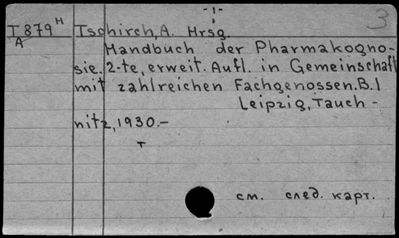 -1-
3
T879ᴴ Tschirch, A. Hrsg.
A Handbuch der Pharmakogno-
sie. 2-te, erweit. Aufl. in Gemeinschaft
mit zahlreichen Fachgenossen. B.1
Leipzig, Tauch-
nitz, 1930.-
т
см. след. карт.